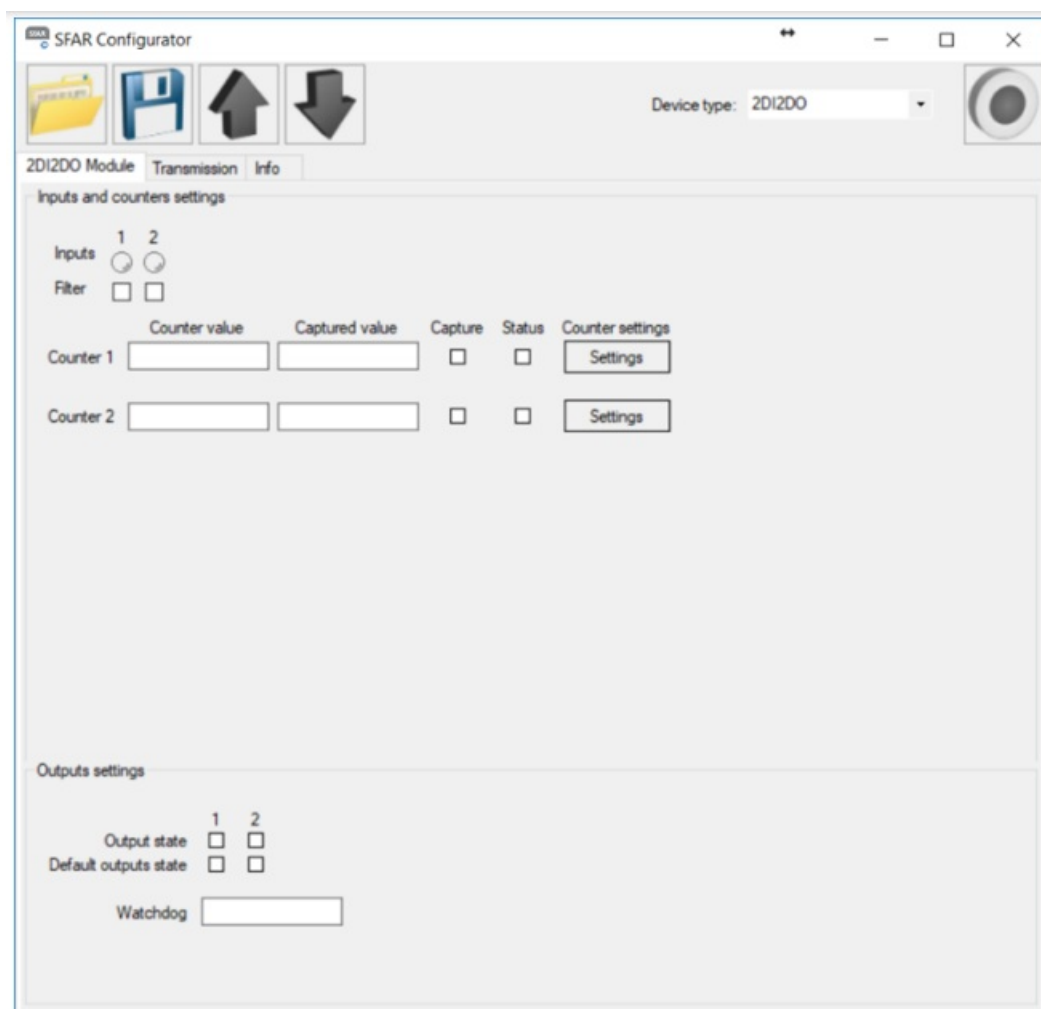 SFAR Configurator
Device type: 2DI2DO
2DI2DO Module Transmission Info
Inputs and counters settings
1 2
Inputs
Filter
Counter value Captured value Capture Status Counter settings
Counter 1 Settings
Counter 2 Settings
Outputs settings
1 2
Output state
Default outputs state
Watchdog